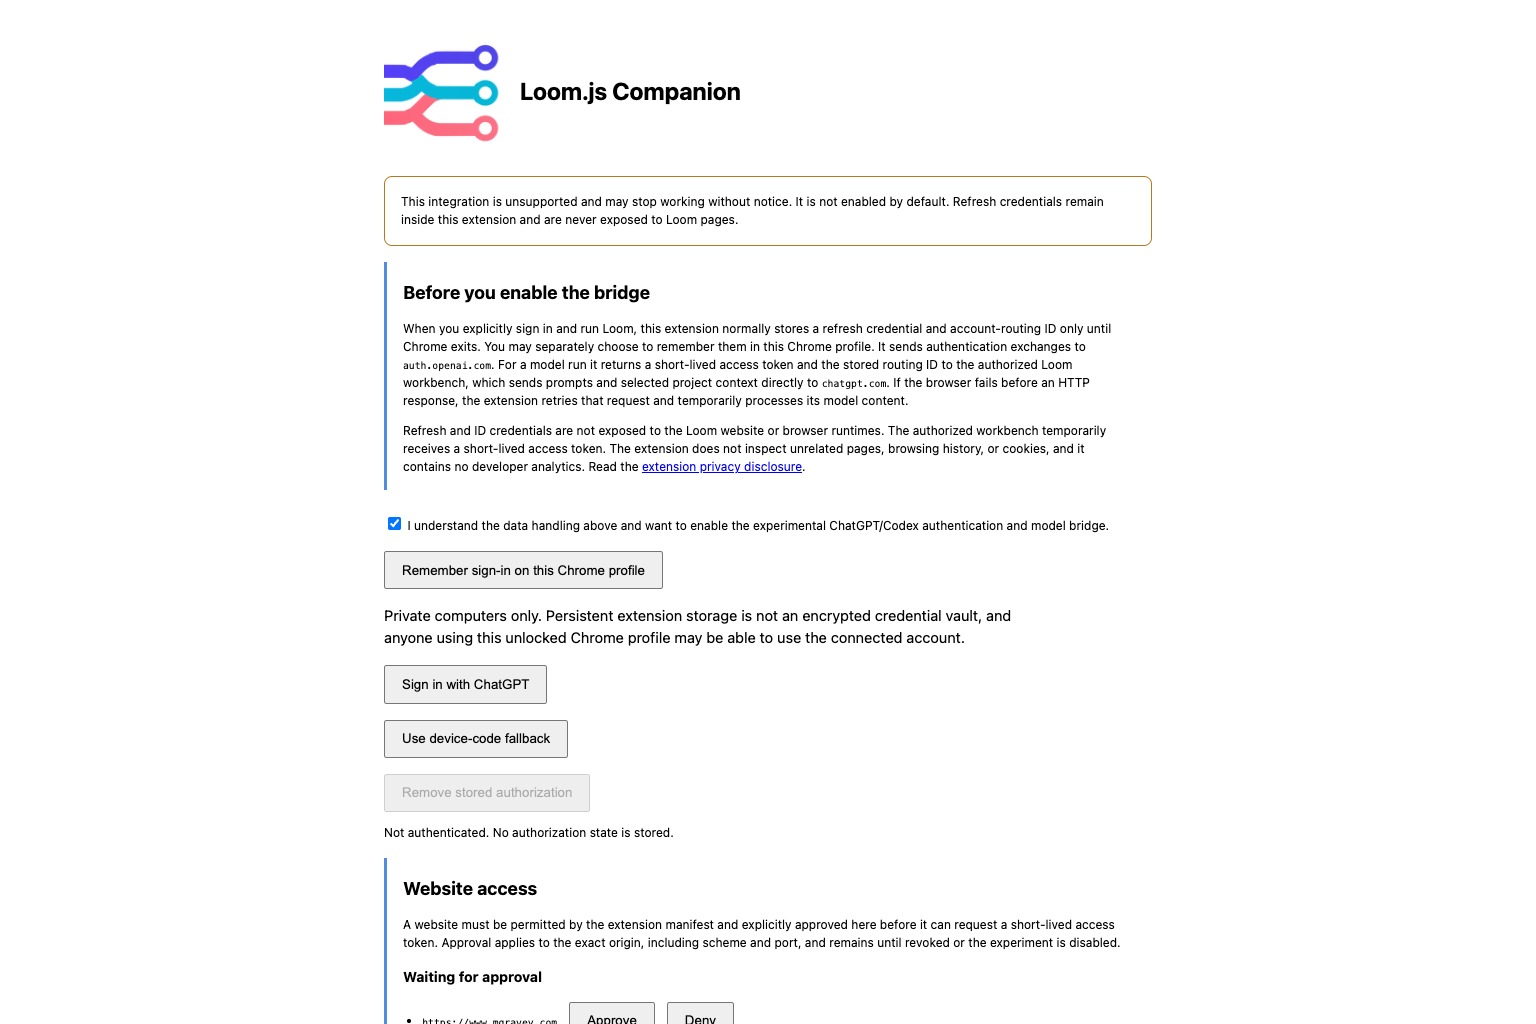 Loom.js Companion
This integration is unsupported and may stop working without notice. It is not enabled by default. Refresh credentials remain
inside this extension and are never exposed to Loom pages.
Before you enable the bridge
When you explicitly sign in and run Loom, this extension normally stores a refresh credential and account-routing ID only until
Chrome exits. You may separately choose to remember them in this Chrome profile. It sends authentication exchanges to
auth.openai.com. For a model run it returns a short-lived access token and the stored routing ID to the authorized Loom
workbench, which sends prompts and selected project context directly to chatgpt.com. If the browser fails before an HTTP
response, the extension retries that request and temporarily processes its model content.
Refresh and ID credentials are not exposed to the Loom website or browser runtimes. The authorized workbench temporarily
receives a short-lived access token. The extension does not inspect unrelated pages, browsing history, or cookies, and it
contains no developer analytics. Read the extension privacy disclosure.
I understand the data handling above and want to enable the experimental ChatGPT/Codex authentication and model bridge.
Remember sign-in on this Chrome profile
Private computers only. Persistent extension storage is not an encrypted credential vault, and
anyone using this unlocked Chrome profile may be able to use the connected account.
Sign in with ChatGPT
Use device-code fallback
Remove stored authorization
Not authenticated. No authorization state is stored.
Website access
A website must be permitted by the extension manifest and explicitly approved here before it can request a short-lived access
token. Approval applies to the exact origin, including scheme and port, and remains until revoked or the experiment is disabled.
Waiting for approval
https://www.mgravey.com Approve Deny